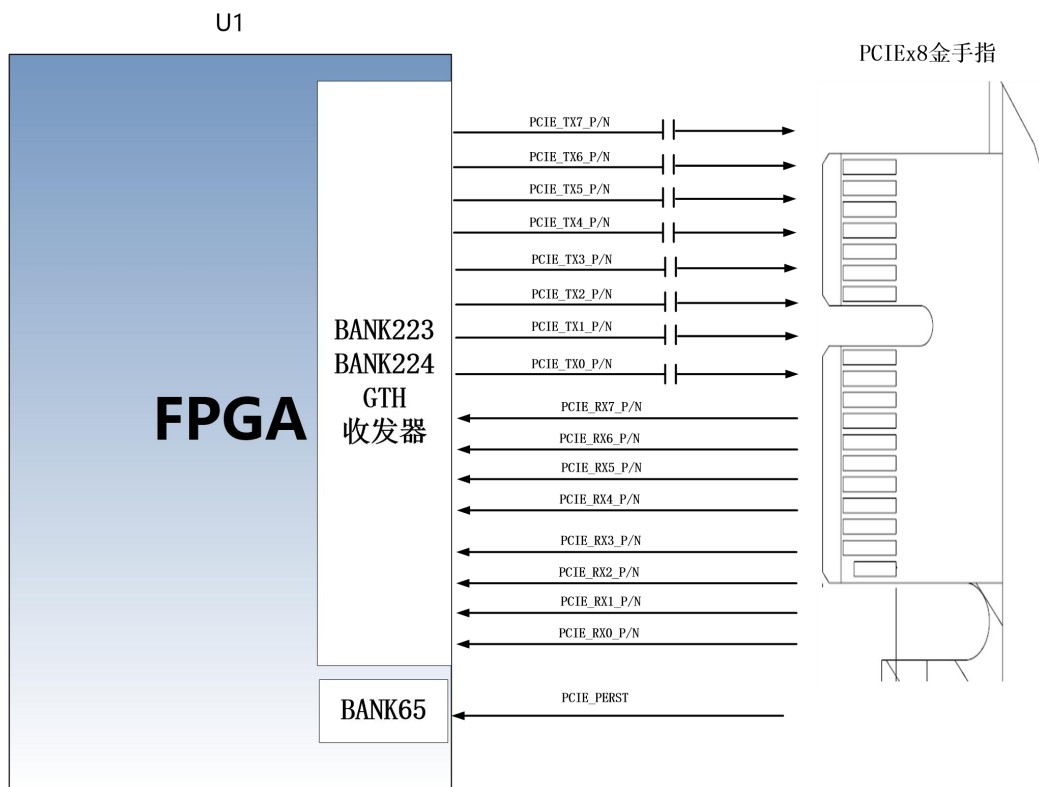 U1
PCIEx8金手指
PCIE_TX7_P/N
PCIE_TX6_P/N
PCIE_TX5_P/N
PCIE_TX4_P/N
PCIE_TX3_P/N
PCIE_TX2_P/N
PCIE_TX1_P/N
PCIE_TX0_P/N
BANK223
BANK224
GTH
收发器
FPGA
PCIE_RX7_P/N
PCIE_RX6_P/N
PCIE_RX5_P/N
PCIE_RX4_P/N
PCIE_RX3_P/N
PCIE_RX2_P/N
PCIE_RX1_P/N
PCIE_RX0_P/N
BANK65
PCIE_PERST